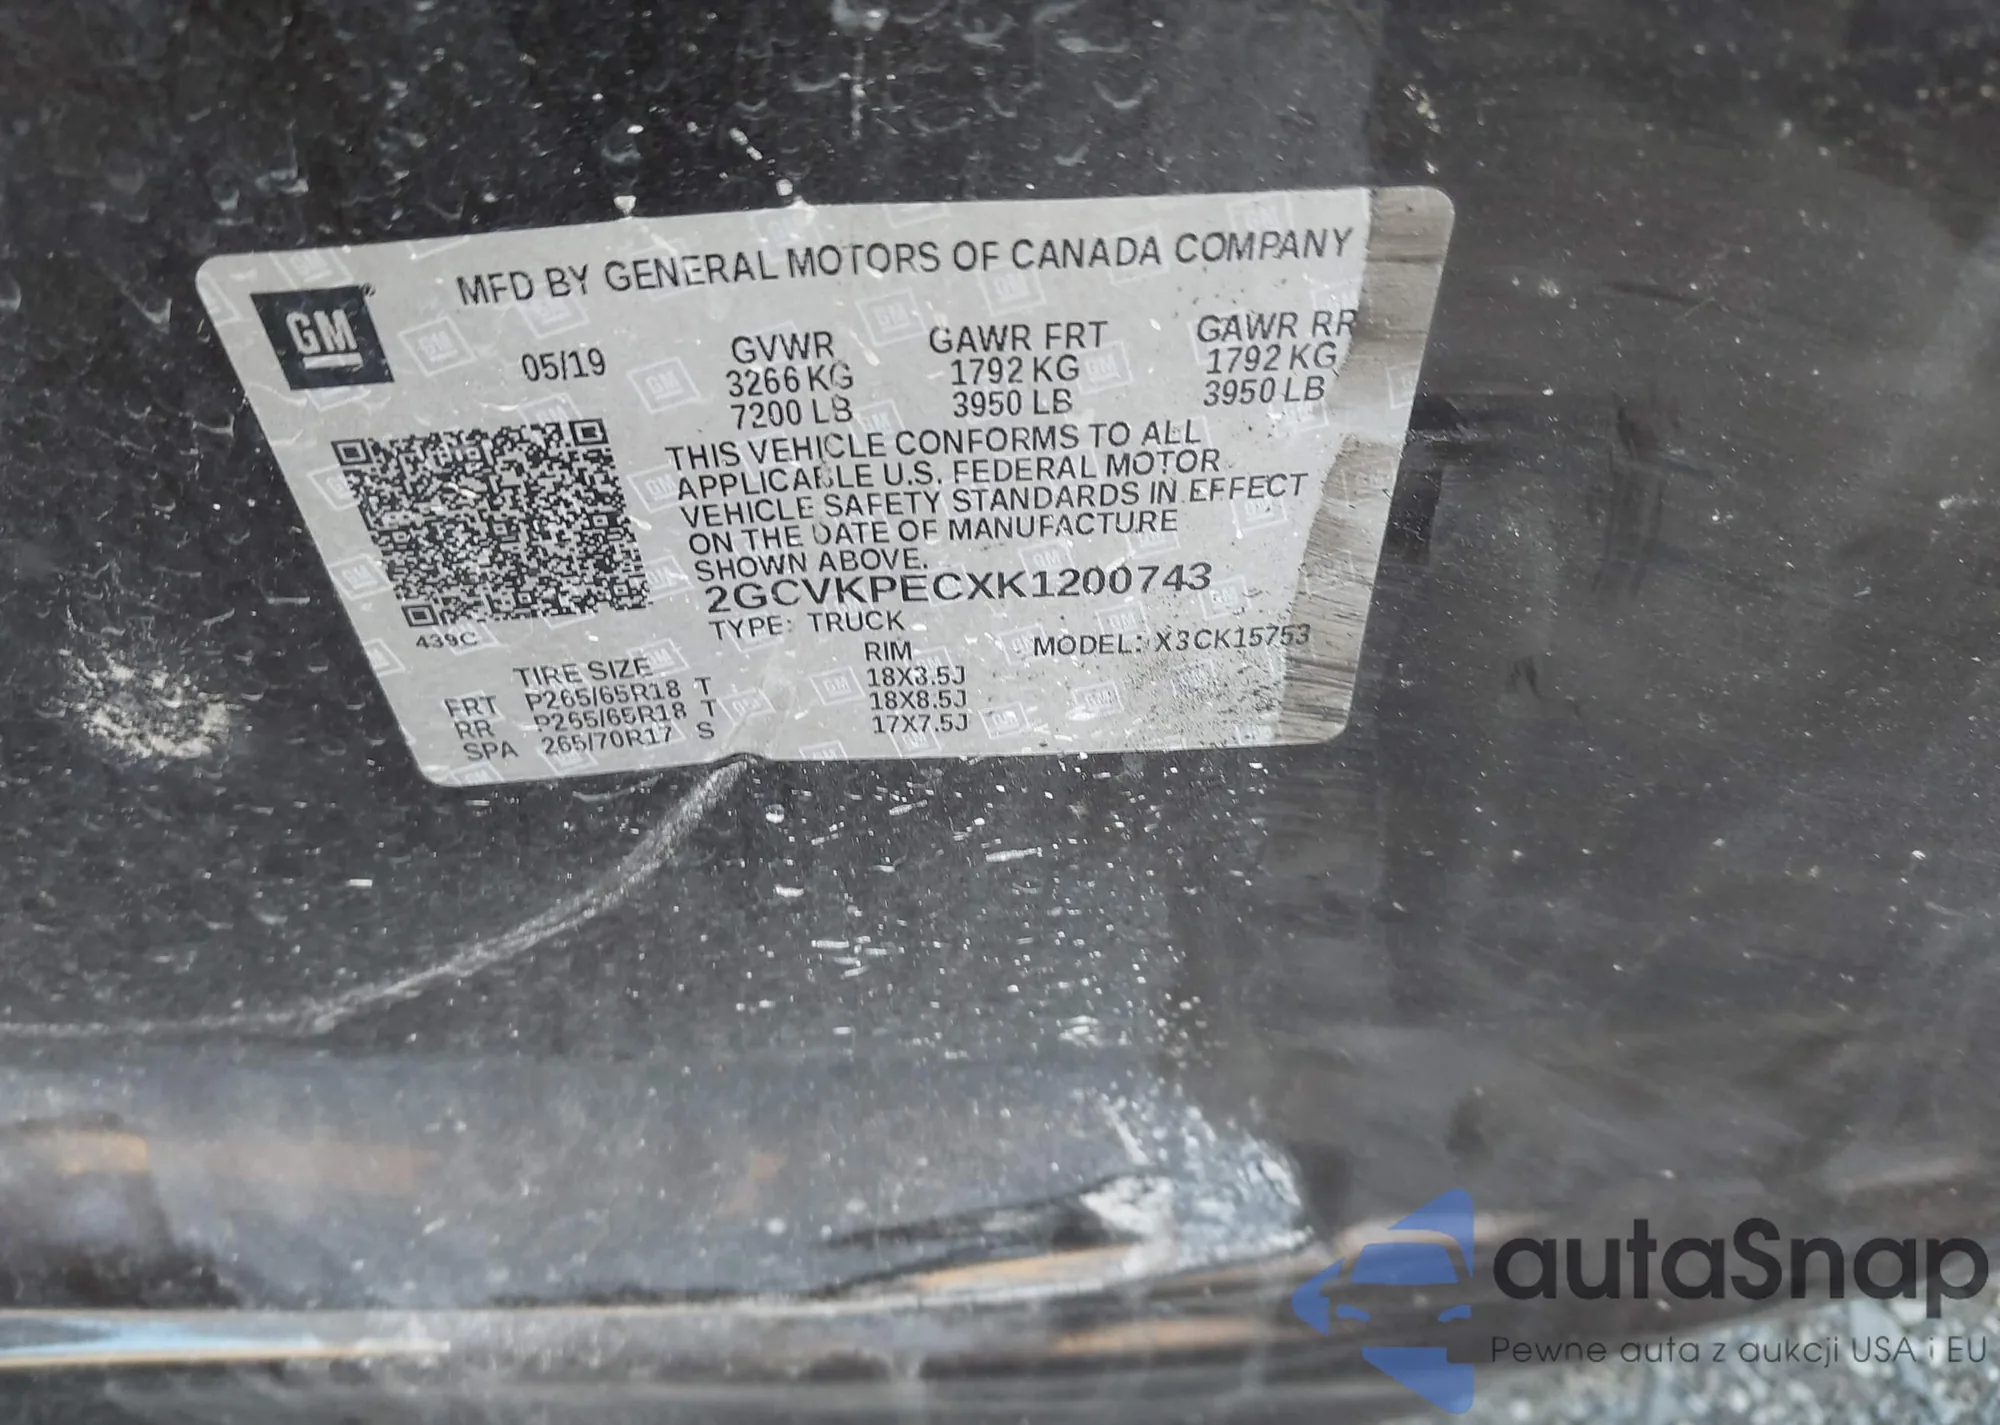 MFD BY GENERAL MOTORS OF CANADA COMPANY
GM
05/19
GVWR GAWR FRT GAWR RR
3266 KG 1792 KG 1792 KG
7200 LB 3950 LB 3950 LB
THIS VEHICLE CONFORMS TO ALL
APPLICABLE U.S. FEDERAL MOTOR
VEHICLE SAFETY STANDARDS IN EFFECT
ON THE DATE OF MANUFACTURE
SHOWN ABOVE.
2GCVKPECXK1200743
439C
TYPE: TRUCK
MODEL: X3CK15753
TIRE SIZE RIM
FRT P265/65R18 T 18X8.5J
RR P265/65R18 T 18X8.5J
SPA 265/70R17 S 17X7.5J
autaSnap
Pewne auta z aukcji USA i EU